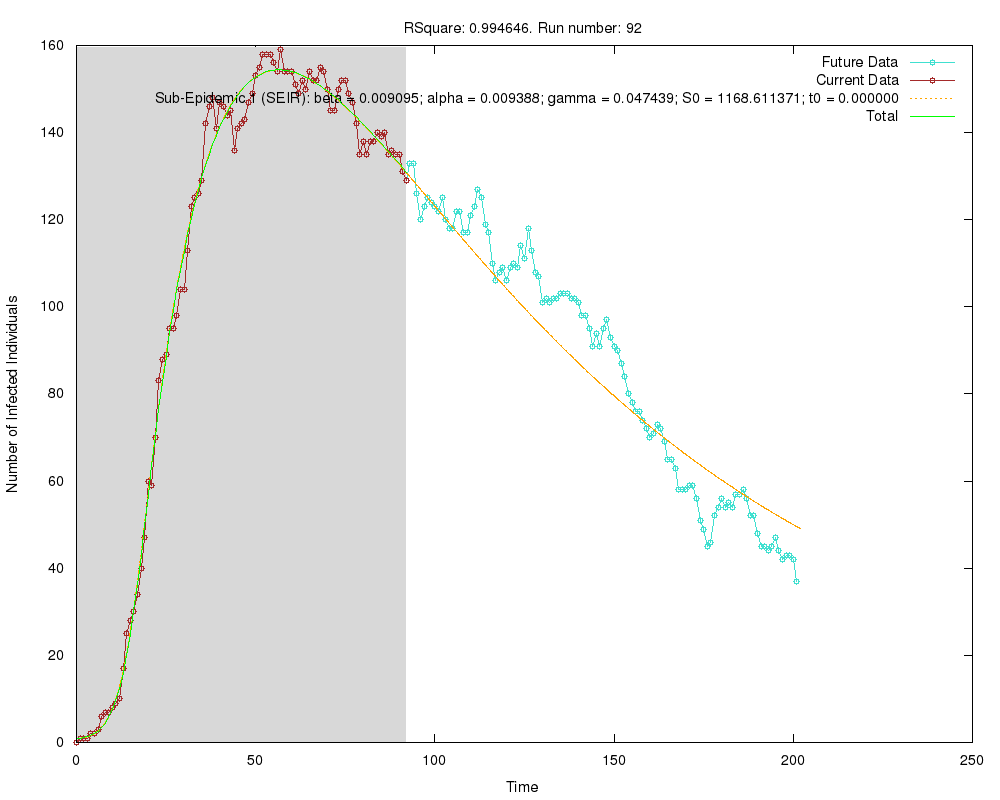 RSquare: 0.994646. Run number: 92
160
140
120
100
80
60
40
20
0
0 50 100 150 200 250
Number of Infected Individuals
Time
Future Data
Current Data
Sub-Epidemic 1 (SEIR): beta = 0.009095; alpha = 0.009388; gamma = 0.047439; S0 = 1168.611371; t0 = 0.000000
Total